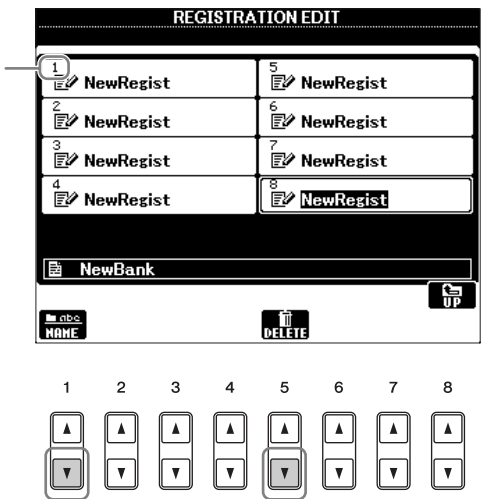 REGISTRATION EDIT
1 NewRegist
5 NewRegist
2 NewRegist
6 NewRegist
3 NewRegist
7 NewRegist
4 NewRegist
8 NewRegist
NewBank
UP
abc
NAME
DELETE
1 2 3 4 5 6 7 8